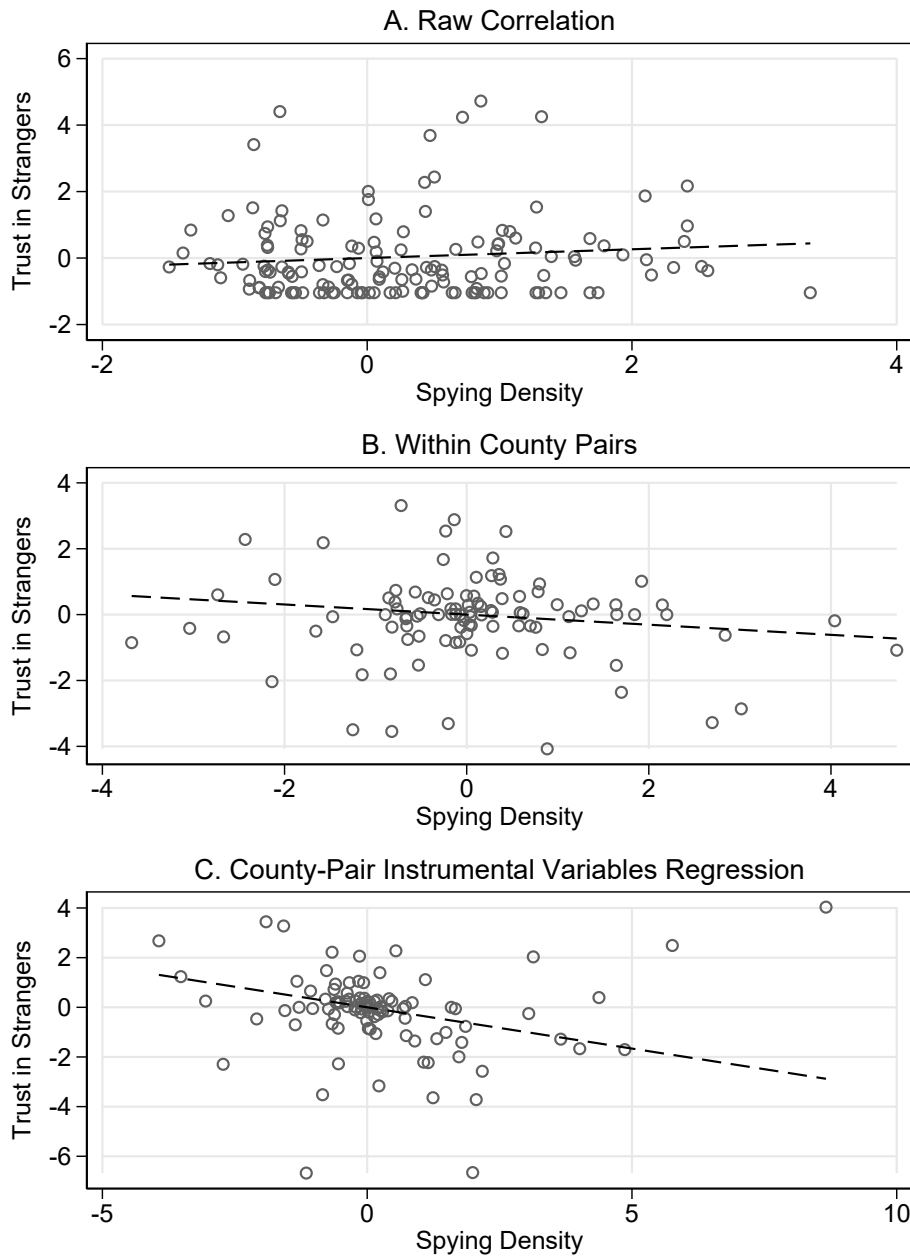 A. Raw Correlation
6
4
2
0
-2
Trust in Strangers
-2 0 2 4
Spying Density
B. Within County Pairs
4
2
0
-2
-4
Trust in Strangers
-4 -2 0 2 4
Spying Density
C. County-Pair Instrumental Variables Regression
4
2
0
-2
-4
-6
Trust in Strangers
-5 0 5 10
Spying Density